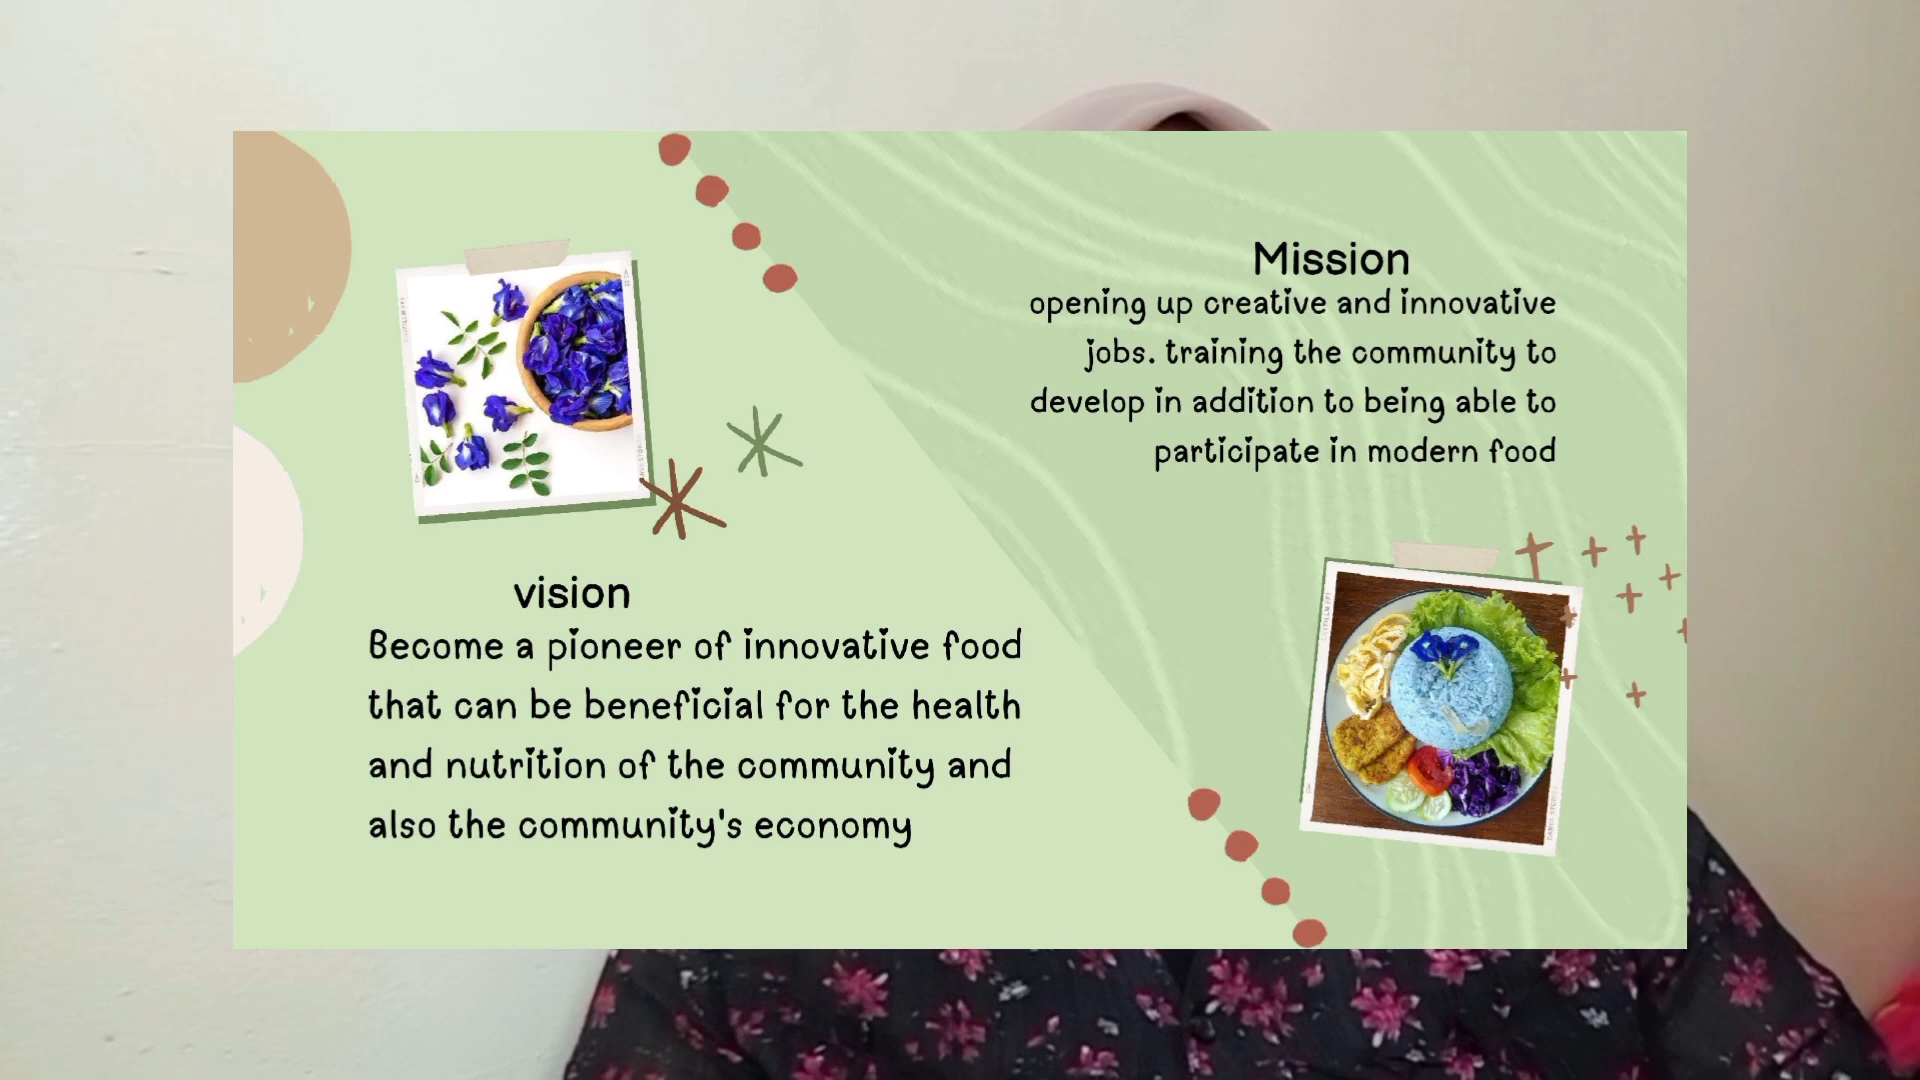 Mission
opening up creative and innovative
jobs. training the community to
develop in addition to being able to
participate in modern food
vision
Become a pioneer of innovative food
that can be beneficial for the health
and nutrition of the community and
also the community's economy